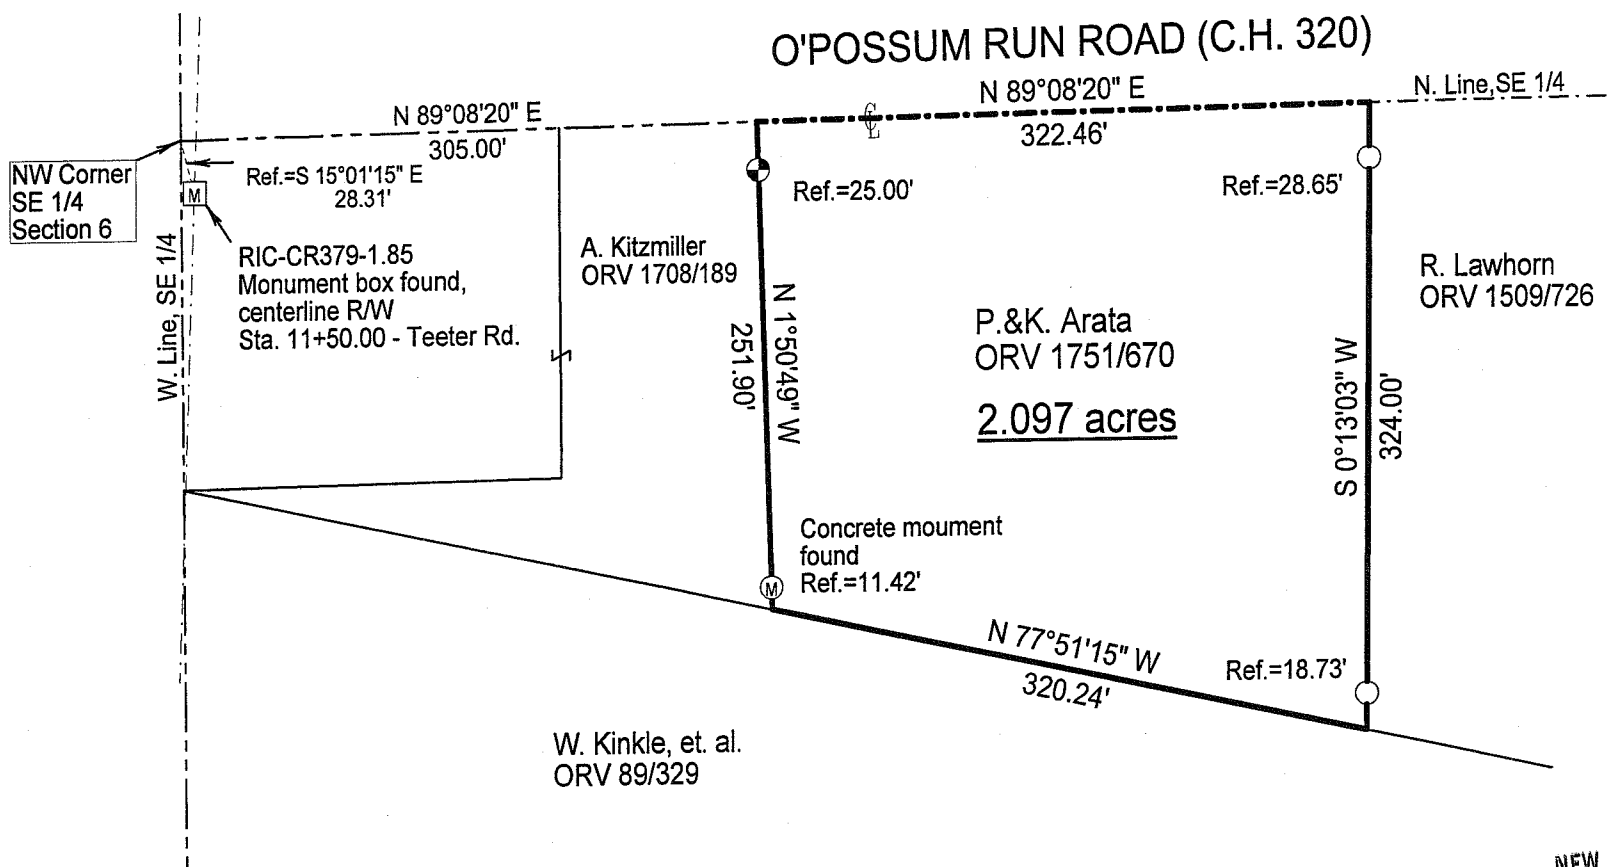 O'POSSUM RUN ROAD (C.H. 320)
N 89°08'20" E
N. Line,SE 1/4
N 89°08'20" E
305.00'
℄
322.46'
NW Corner
SE 1/4
Section 6
Ref.=S 15°01'15" E
28.31'
M
Ref.=25.00'
Ref.=28.65'
W. Line, SE 1/4
RIC-CR379-1.85
Monument box found,
centerline R/W
Sta. 11+50.00 - Teeter Rd.
A. Kitzmiller
ORV 1708/189
N 1°50'49" W
251.90'
P.&K. Arata
ORV 1751/670
2.097 acres
S 0°13'03" W
324.00'
R. Lawhorn
ORV 1509/726
Concrete moument
found
Ref.=11.42'
M
N 77°51'15" W
320.24'
Ref.=18.73'
W. Kinkle, et. al.
ORV 89/329
NEW